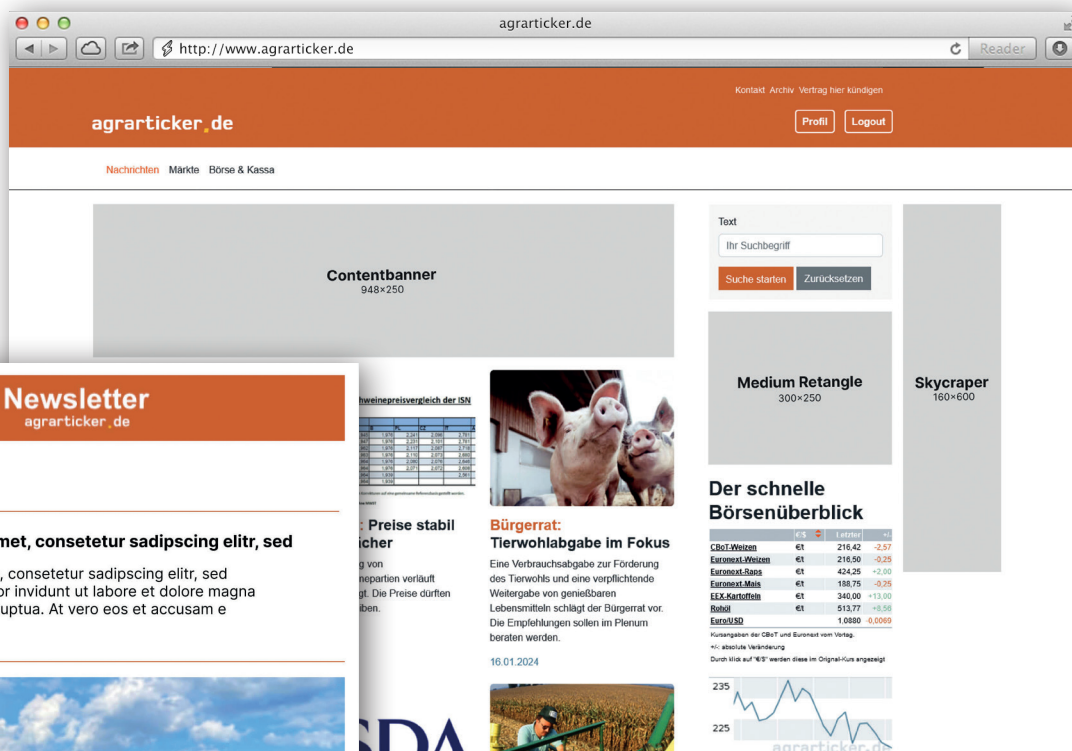 agrarticker.de
http://www.agrarticker.de
Reader
Kontakt Archiv Vertrag hier kündigen
agrarticker.de
Profil
Logout
Nachrichten Märkte Börse & Kassa
Contentbanner
948×250
Text
Ihr Suchbegriff
Suche starten
Zurücksetzen
Medium Retangle
300×250
Skycraper
160×600
Newsletter
agrarticker.de
met, consetetur sadipscing elitr, sed
, consetetur sadipscing elitr, sed
or invidunt ut labore et dolore magna
uptua. At vero eos et accusam e
hweinepreisvergleich der ISN
: Preise stabil
icher
g von
nepartien verläuft
gt. Die Preise dürften
iben.
Bürgerrat:
Tierwohlabgabe im Fokus
Eine Verbrauchsabgabe zur Förderung
des Tierwohls und eine verpflichtende
Weitergabe von genießbaren
Lebensmitteln schlägt der Bürgerrat vor.
Die Empfehlungen sollen im Plenum
beraten werden.
16.01.2024
SDA
Der schnelle
Börsenüberblick
€/$ Letzter +/-
CBoT-Weizen €/t 216,42 -2,57
Euronext-Weizen €/t 216,50 -0,25
Euronext-Raps €/t 424,25 +2,00
Euronext-Mais €/t 188,75 -0,25
EEX-Kartoffeln €/t 340,00 +13,00
Rohöl €/t 513,77 +8,56
Euro/USD 1,0880 -0,0069
Kursangaben der CBoT und Euronext vom Vortag.
+/-: absolute Veränderung
Durch klick auf "€/$" werden diese im Orignal-Kurs angezeigt
235
225
agrarticker.de